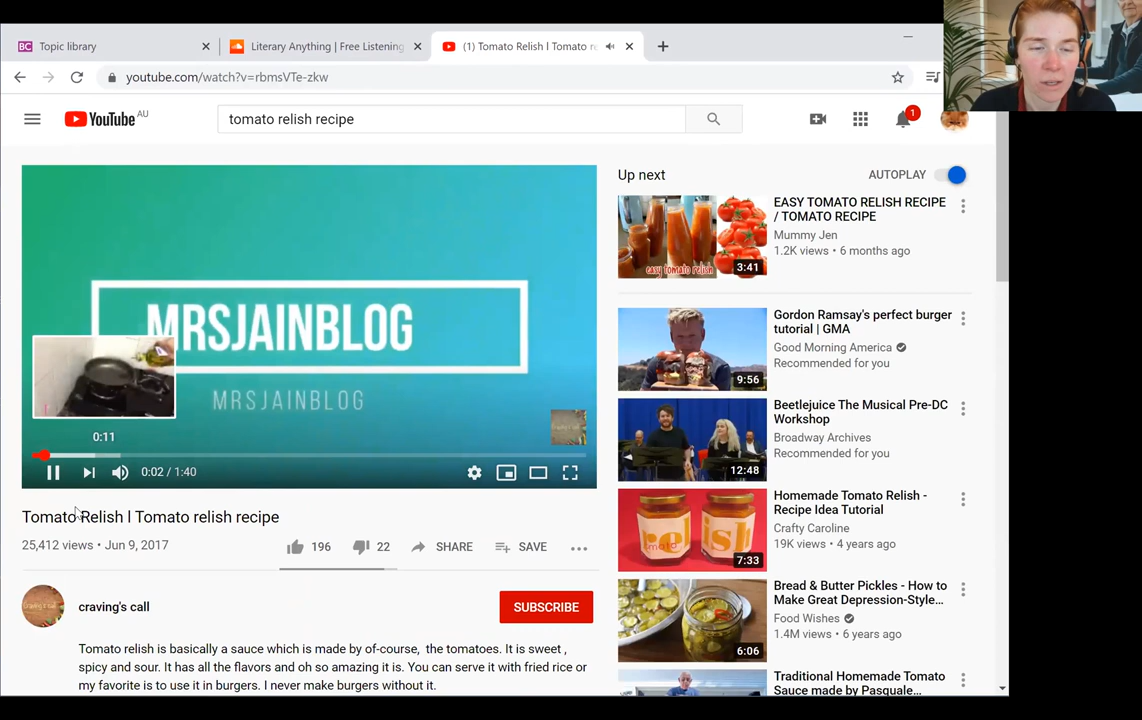 BC Topic library
Literary Anything | Free Listening
(1) Tomato Relish l Tomato re
youtube.com/watch?v=rbmsVTe-zkw
YouTube AU
tomato relish recipe
1
MRSJAINBLOG
MRSJAINBLOG
0:11
0:02 / 1:40
Tomato Relish l Tomato relish recipe
25,412 views • Jun 9, 2017
196
22
SHARE
SAVE
craving's call
SUBSCRIBE
Tomato relish is basically a sauce which is made by of-course, the tomatoes. It is sweet ,
spicy and sour. It has all the flavors and oh so amazing it is. You can serve it with fried rice or
my favorite is to use it in burgers. I never make burgers without it.
Up next
AUTOPLAY
easy tomato relish
3:41
EASY TOMATO RELISH RECIPE
/ TOMATO RECIPE
Mummy Jen
1.2K views • 6 months ago
9:56
Gordon Ramsay's perfect burger
tutorial | GMA
Good Morning America
Recommended for you
12:48
Beetlejuice The Musical Pre-DC
Workshop
Broadway Archives
Recommended for you
tomato
relish
7:33
Homemade Tomato Relish -
Recipe Idea Tutorial
Crafty Caroline
19K views • 4 years ago
6:06
Bread & Butter Pickles - How to
Make Great Depression-Style...
Food Wishes
1.4M views • 6 years ago
Traditional Homemade Tomato
Sauce made by Pasquale...